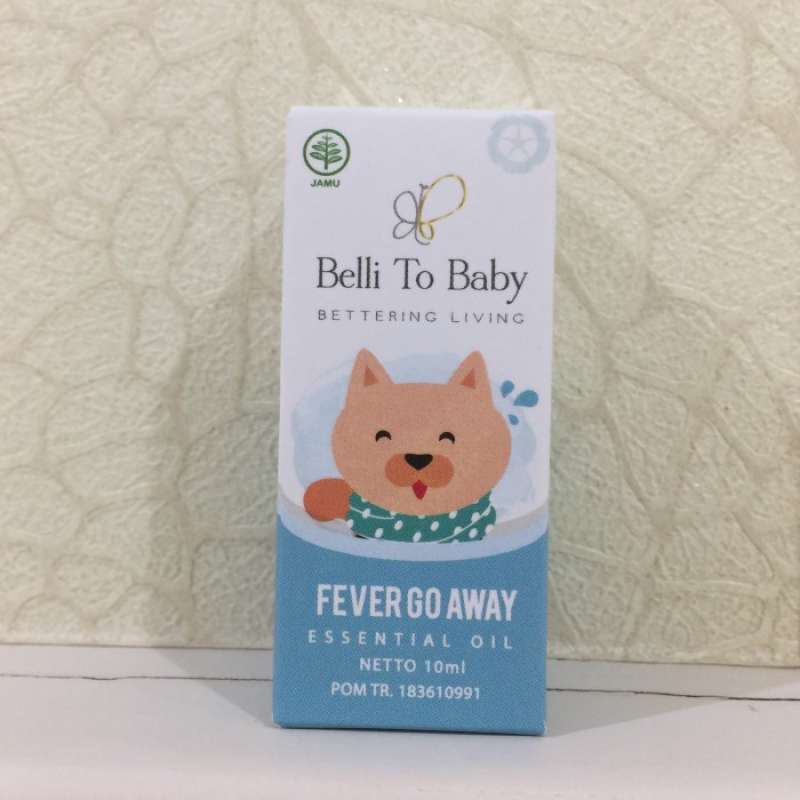 JAMU
Belli To Baby
BETTERING LIVING
FEVER GO AWAY
ESSENTIAL OIL
NETTO 10ml
POM TR. 183610991